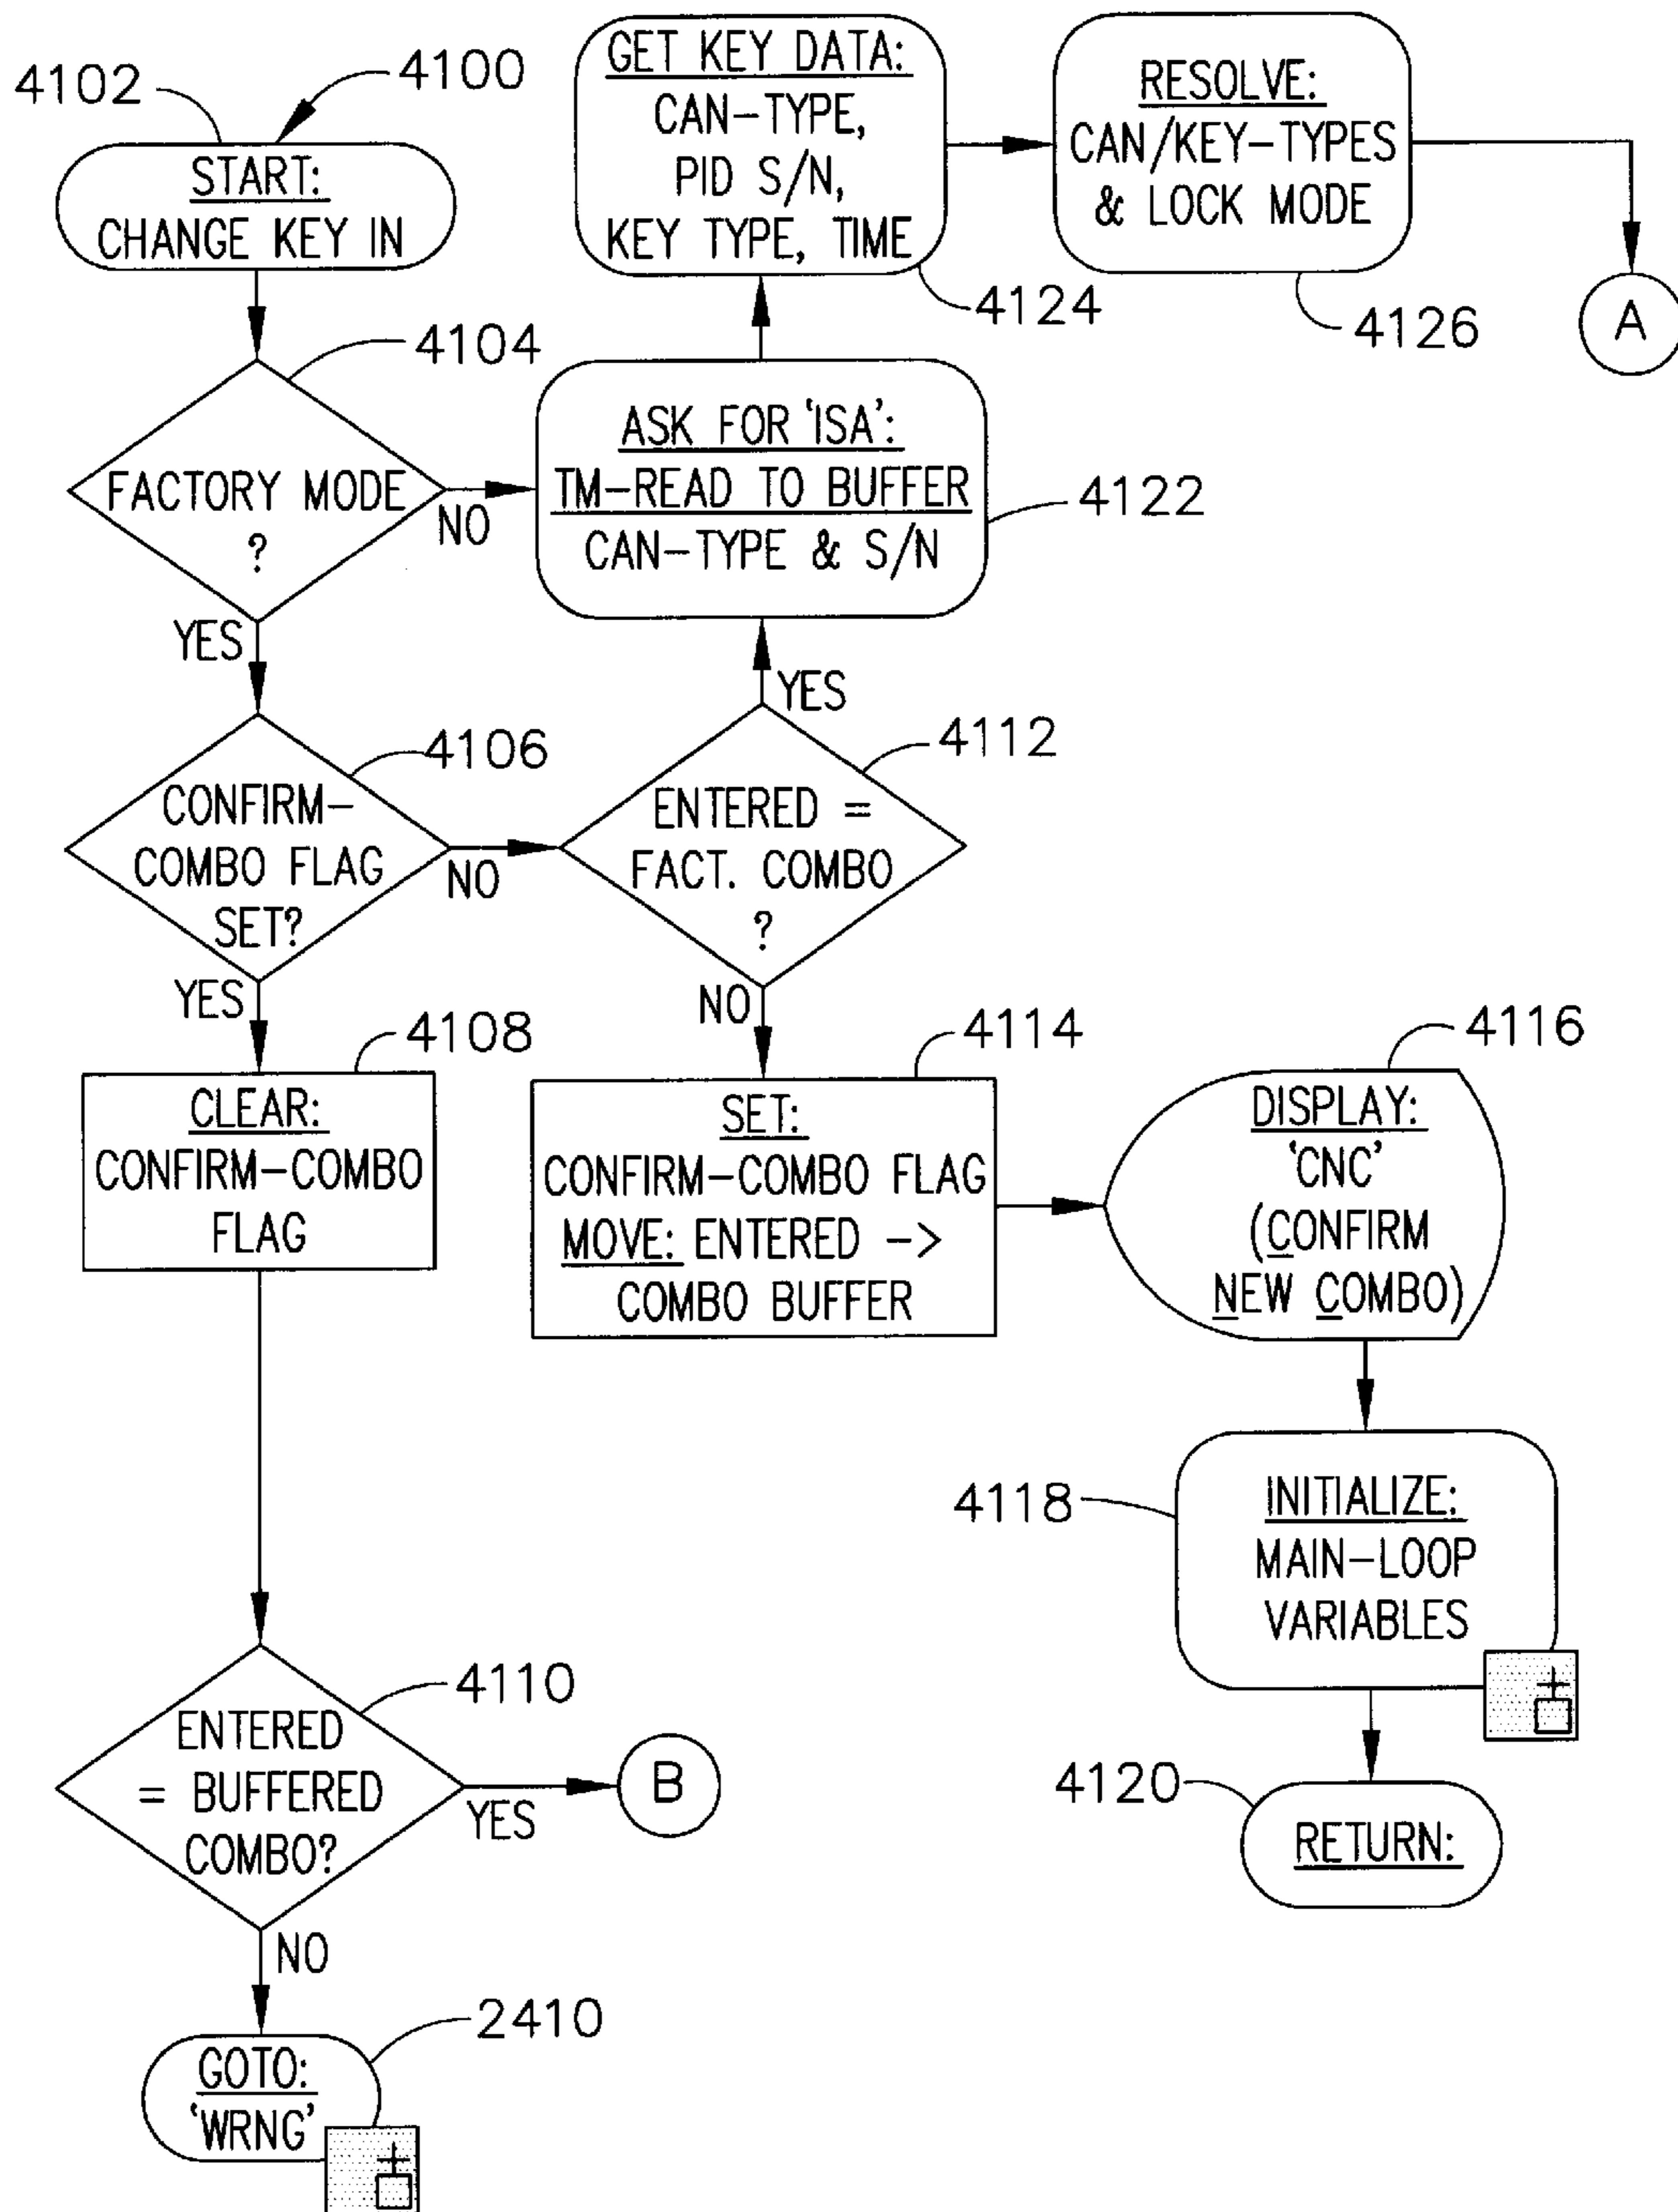 4102
4100
START:
CHANGE KEY IN
GET KEY DATA:
CAN-TYPE,
PID S/N,
KEY TYPE, TIME
4124
RESOLVE:
CAN/KEY-TYPES
& LOCK MODE
4126
A
4104
FACTORY MODE
?
NO
YES
ASK FOR 'ISA':
TM-READ TO BUFFER
CAN-TYPE & S/N
4122
4106
CONFIRM-
COMBO FLAG
SET?
NO
YES
4112
ENTERED =
FACT. COMBO
?
YES
NO
4108
CLEAR:
CONFIRM-COMBO
FLAG
4114
SET:
CONFIRM-COMBO FLAG
MOVE: ENTERED ->
COMBO BUFFER
4116
DISPLAY:
'CNC'
(CONFIRM
NEW COMBO)
4118
INITIALIZE:
MAIN-LOOP
VARIABLES
4120
RETURN:
4110
ENTERED
= BUFFERED
COMBO?
YES
B
NO
2410
GOTO:
'WRNG'